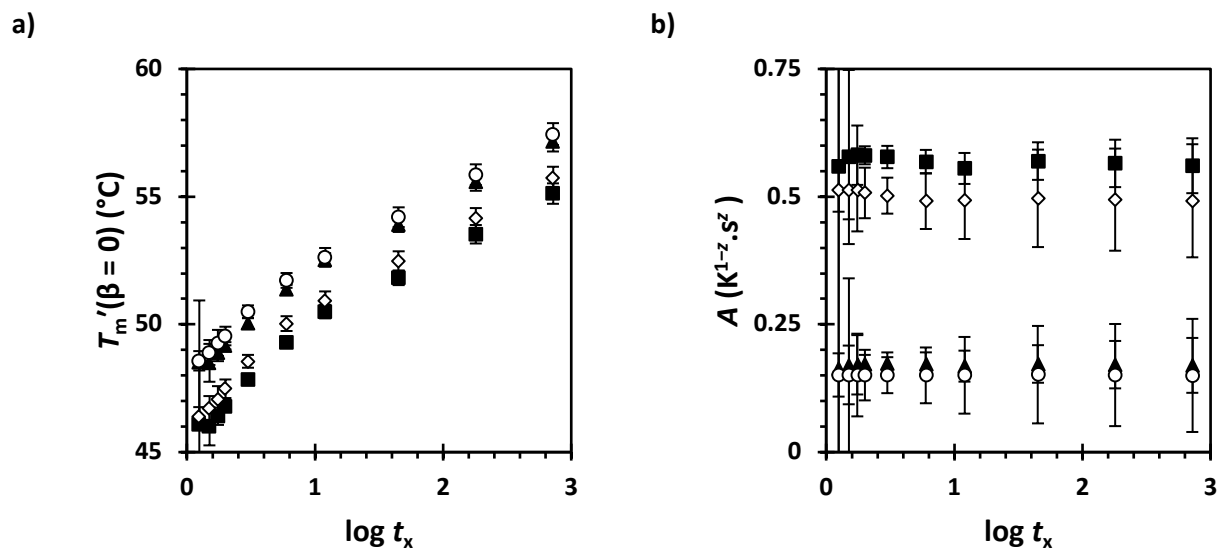 a)
60
55
50
45
0
1
2
3
T_m'(β = 0) (°C)
log t_x
b)
0.75
0.5
0.25
0
0
1
2
3
A (K^{1−z}.s^z)
log t_x